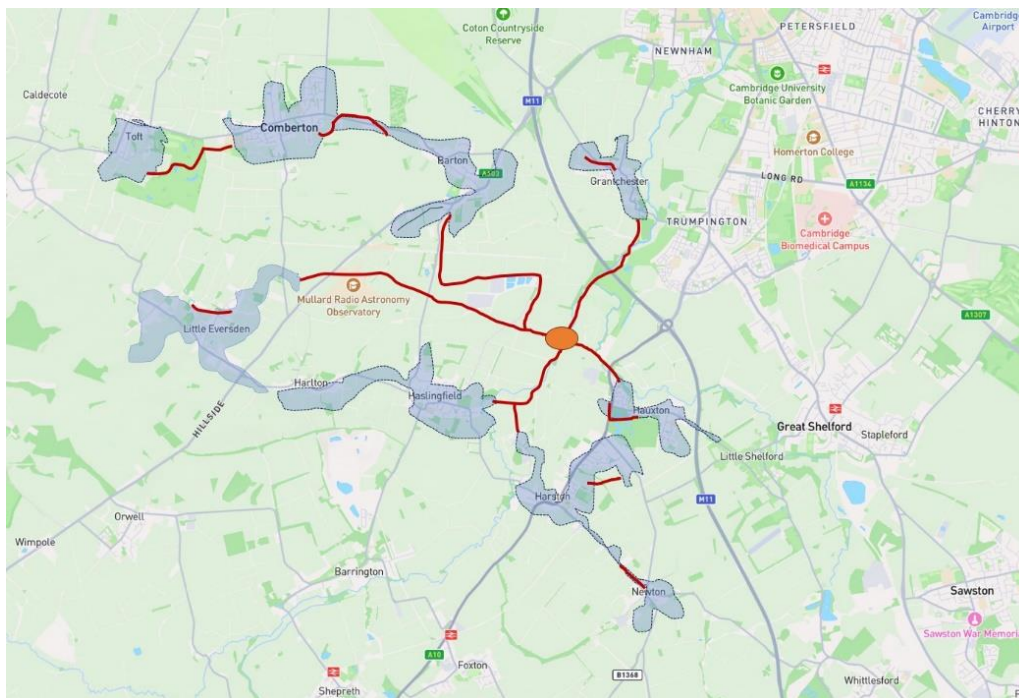 Coton Countryside
Reserve
PETERSFIELD
Cambridge
Airport
NEWNHAM
Cambridge University
Botanic Garden
CHERRY
HINTON
Caldecote
M11
Toft
Comberton
Homerton College
Barton
A603
LONG RD
A1134
Grantchester
TRUMPINGTON
Cambridge
Biomedical Campus
Mullard Radio Astronomy
Observatory
A1307
Little Eversden
Harlton
Haslingfield
HILLSIDE
Hauxton
Great Shelford
Stapleford
Little Shelford
Harston
M11
Orwell
Wimpole
Barrington
Newton
Sawston
Sawston War Memoria
A10
Foxton
B1368
Shepreth
Whittlesford